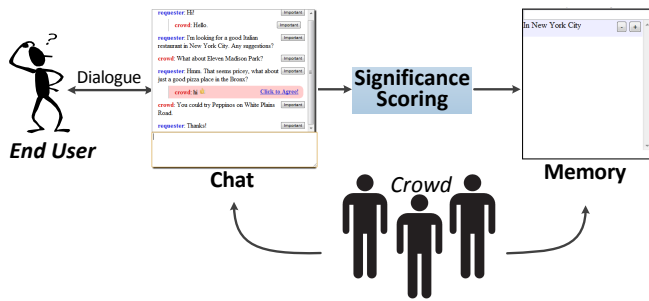 ?
End User
Dialogue
requester: Hi! Important
crowd: Hello. Important
requester: I'm looking for a good Italian Important
restaurant in New York City. Any suggestions?
crowd: What about Eleven Madison Park? Important
requester: Hmm. That seems pricey, what about Important
just a good pizza place in the Bronx?
crowd: hi Click to Agree!
crowd: You could try Peppinos on White Plains Important
Road.
requester: Thanks! Important
Chat
Significance
Scoring
In New York City - +
Memory
Crowd